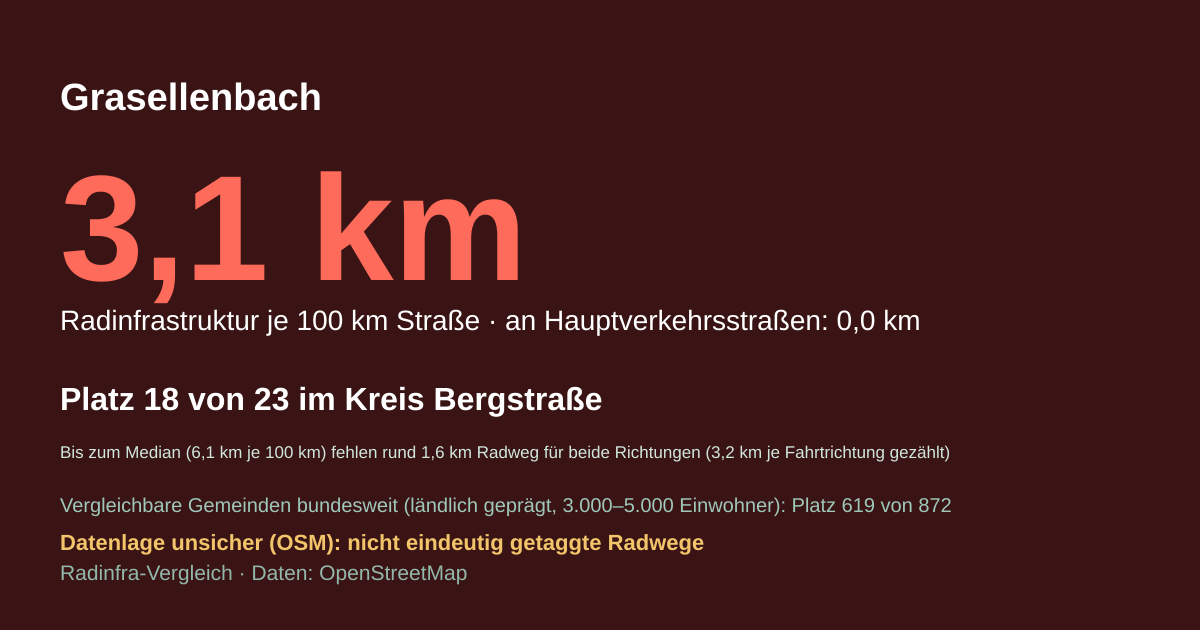 Grasellenbach
3,1 km
Radinfrastruktur je 100 km Straße · an Hauptverkehrsstraßen: 0,0 km
Platz 18 von 23 im Kreis Bergstraße
Bis zum Median (6,1 km je 100 km) fehlen rund 1,6 km Radweg für beide Richtungen (3,2 km je Fahrtrichtung gezählt)
Vergleichbare Gemeinden bundesweit (ländlich geprägt, 3.000–5.000 Einwohner): Platz 619 von 872
Datenlage unsicher (OSM): nicht eindeutig getaggte Radwege
Radinfra-Vergleich · Daten: OpenStreetMap